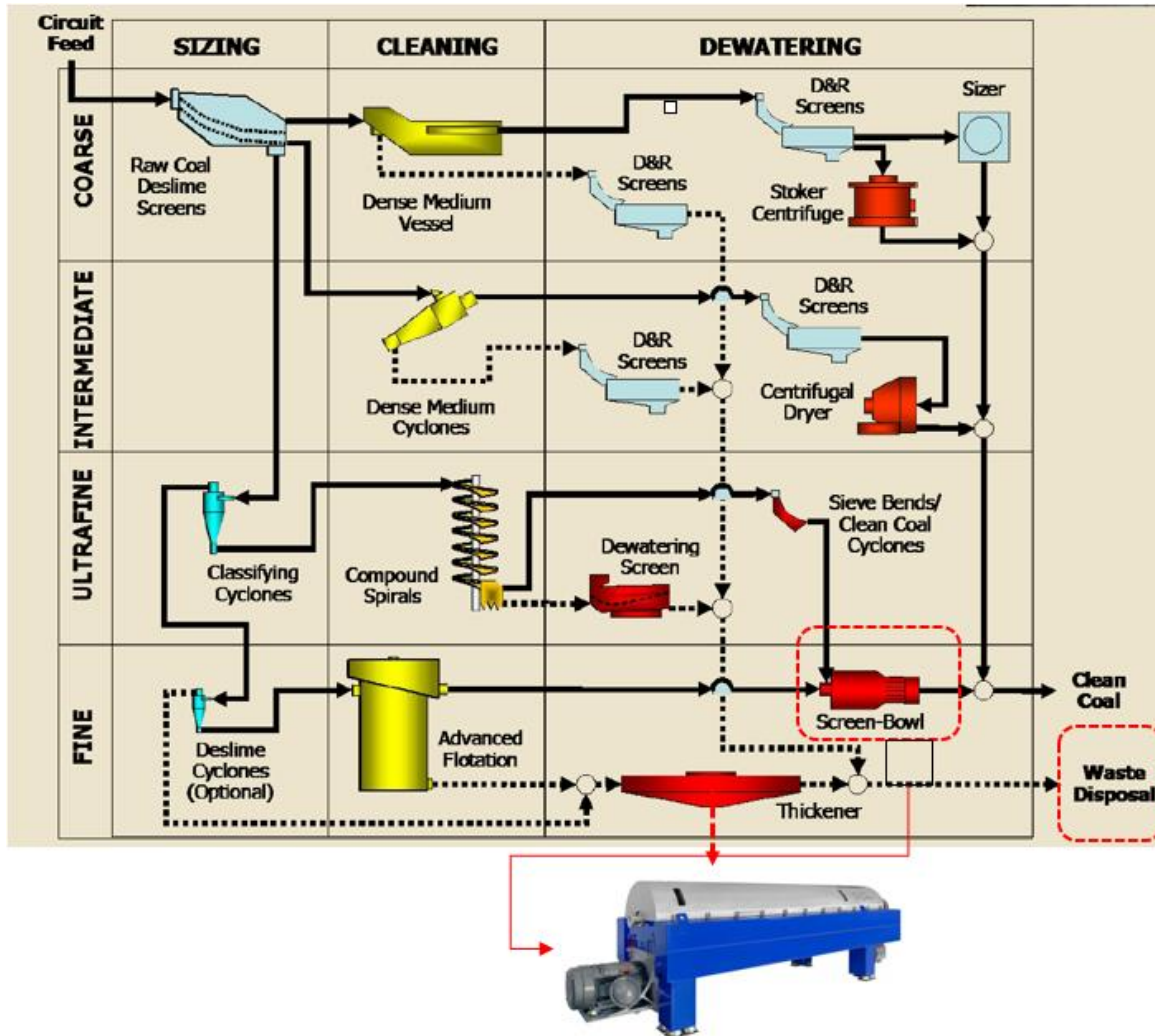 Circuit
Feed
SIZING
CLEANING
DEWATERING
COARSE
Raw Coal
Deslime
Screens
Dense Medium
Vessel
D&R
Screens
D&R
Screens
Sizer
Stoker
Centrifuge
INTERMEDIATE
Dense Medium
Cyclones
D&R
Screens
D&R
Screens
Centrifugal
Dryer
ULTRAFINE
Classifying
Cyclones
Compound
Spirals
Dewatering
Screen
Sieve Bends/
Clean Coal
Cyclones
FINE
Deslime
Cyclones
(Optional)
Advanced
Flotation
Screen-Bowl
Thickener
Clean
Coal
Waste
Disposal